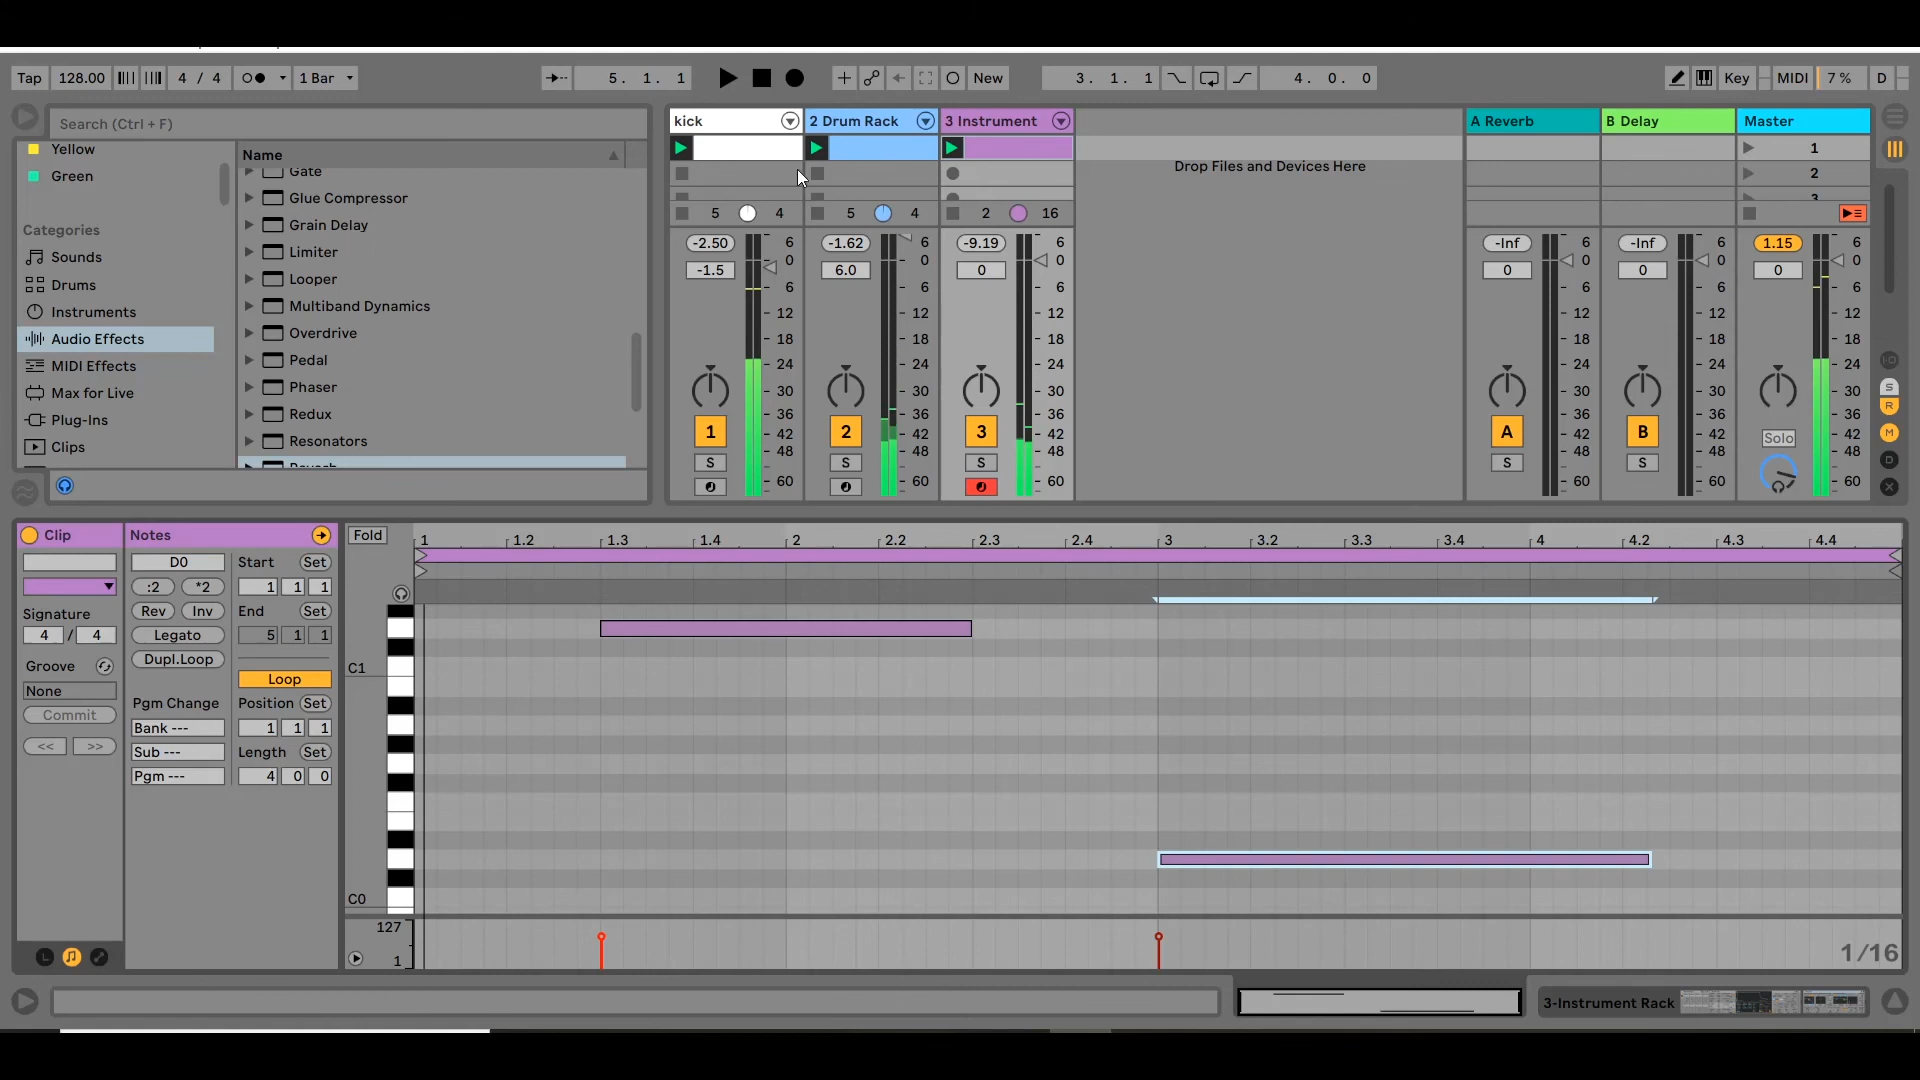 Tap 128.00 4 / 4 1 Bar 5. 1. 1 New 3. 1. 1 4. 0. 0 Key MIDI 7 % D
Search (Ctrl + F)
Yellow
Green
Categories
Sounds
Drums
Instruments
Audio Effects
MIDI Effects
Max for Live
Plug-Ins
Clips
Name
Gate
Glue Compressor
Grain Delay
Limiter
Looper
Multiband Dynamics
Overdrive
Pedal
Phaser
Redux
Resonators
Reverb
kick 2 Drum Rack 3 Instrument A Reverb B Delay Master
Drop Files and Devices Here
1
2
3
5 4 5 4 2 16
-2.50 6 -1.62 6 -9.19 6 -Inf 6 -Inf 6 1.15 6
-1.5 0 6.0 0 0 0 0 0 0 0 0 0
6 6 6 6 6 6
12 12 12 12 12 12
18 18 18 18 18 18
24 24 24 24 24 24
30 30 30 30 30 30
36 36 36 36 36 36
1 42 2 42 3 42 A 42 B 42 Solo 42
S 48 S 48 S 48 S 48 S 48 48
60 60 60 60 60 60
S
R
M
D
X
Clip
Signature
4 / 4
Groove
None
Commit
<< >>
L
Notes
D0 Start Set
:2 *2 1 1 1
Rev Inv End Set
Legato 5 1 1
Dupl.Loop
Loop
Pgm Change Position Set
Bank --- 1 1 1
Sub --- Length Set
Pgm --- 4 0 0
Fold 1 1.2 1.3 1.4 2 2.2 2.3 2.4 3 3.2 3.3 3.4 4 4.2 4.3 4.4
C1
C0
127
1
1/16
3-Instrument Rack